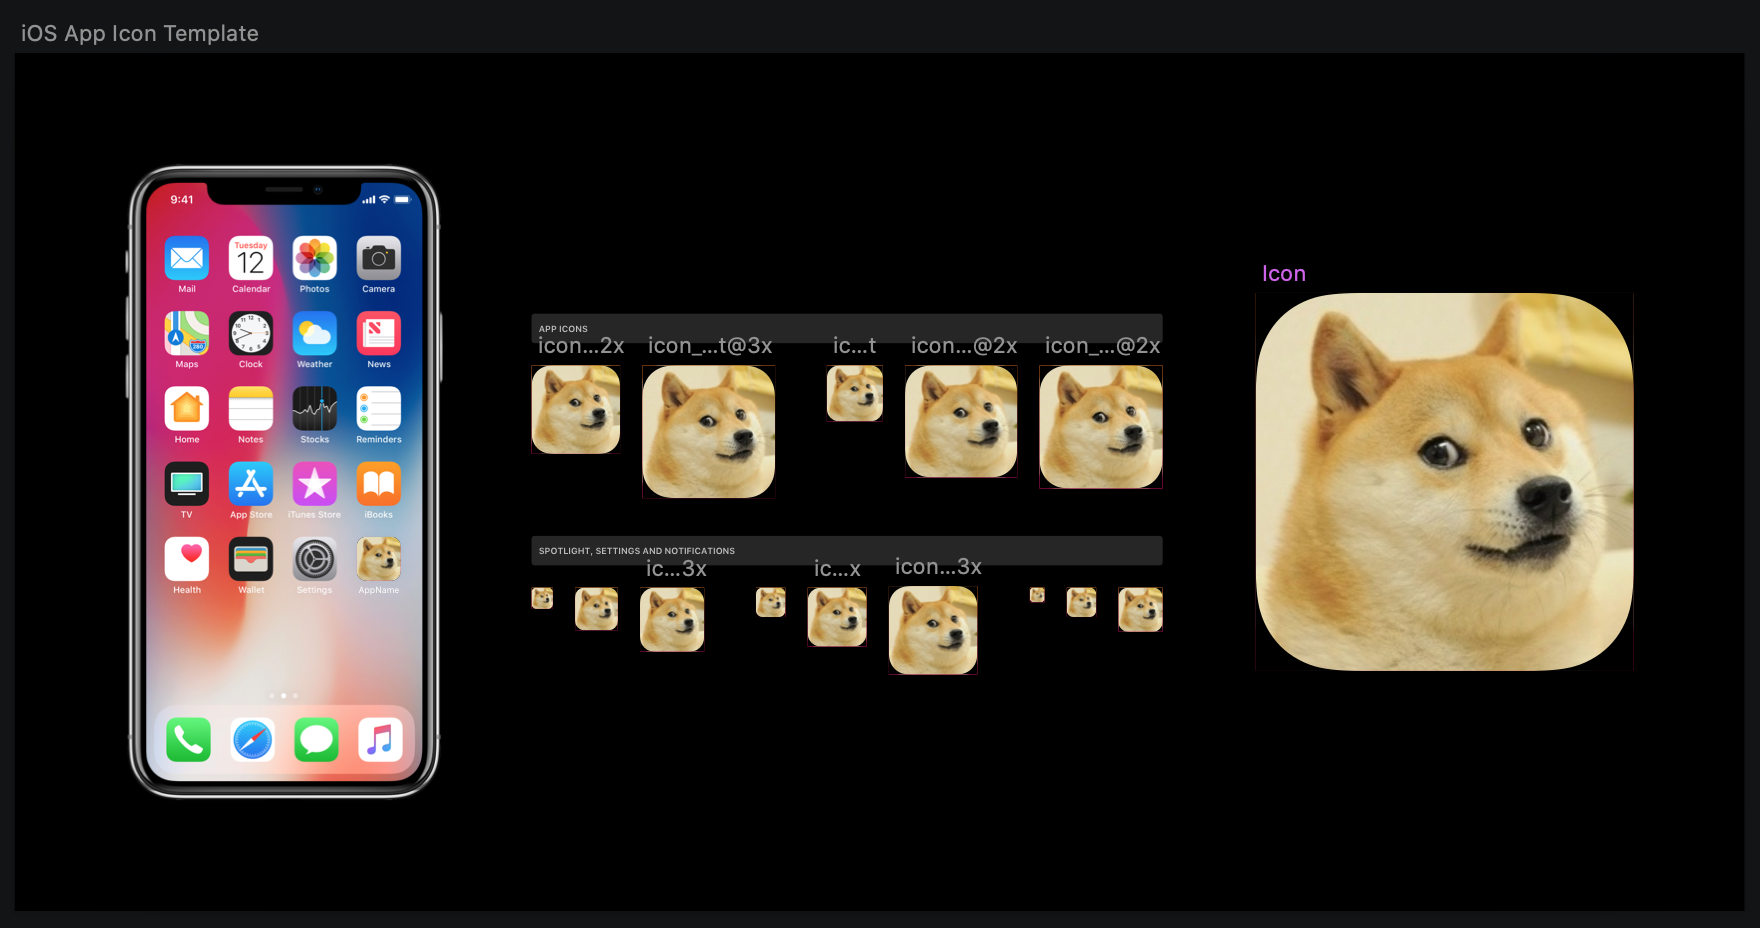 iOS App Icon Template
9:41
Tuesday
12
Mail
Calendar
Photos
Camera
280
12
Maps
Clock
Weather
News
Home
Notes
Stocks
Reminders
TV
App Store
iTunes Store
iBooks
Health
Wallet
Settings
AppName
APP ICONS
icon...2x
icon_...t@3x
ic...t
icon...@2x
icon_...@2x
SPOTLIGHT, SETTINGS AND NOTIFICATIONS
ic...3x
ic...x
icon...3x
Icon